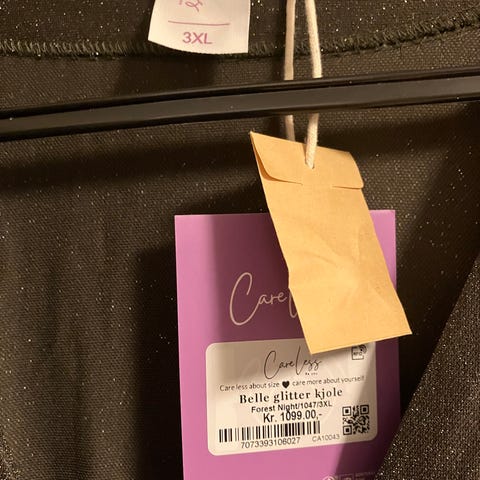 3XL
Care
Care Less
Care less about size ♥ care more about yourself
Belle glitter kjole
Forest Night/1047/3XL
Kr. 1099.00,-
7073393106027 CA10043